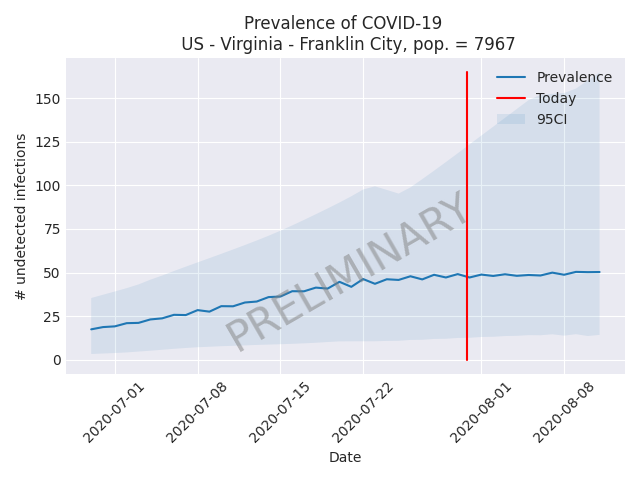 Prevalence of COVID-19
US - Virginia - Franklin City, pop. = 7967
Prevalence
Today
95CI
# undetected infections
150
125
100
75
50
25
0
PRELIMINARY
2020-07-01
2020-07-08
2020-07-15
2020-07-22
2020-08-01
2020-08-08
Date